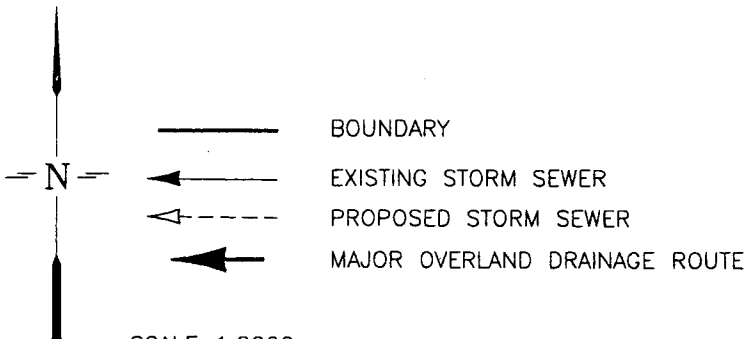 BOUNDARY
N
EXISTING STORM SEWER
PROPOSED STORM SEWER
MAJOR OVERLAND DRAINAGE ROUTE